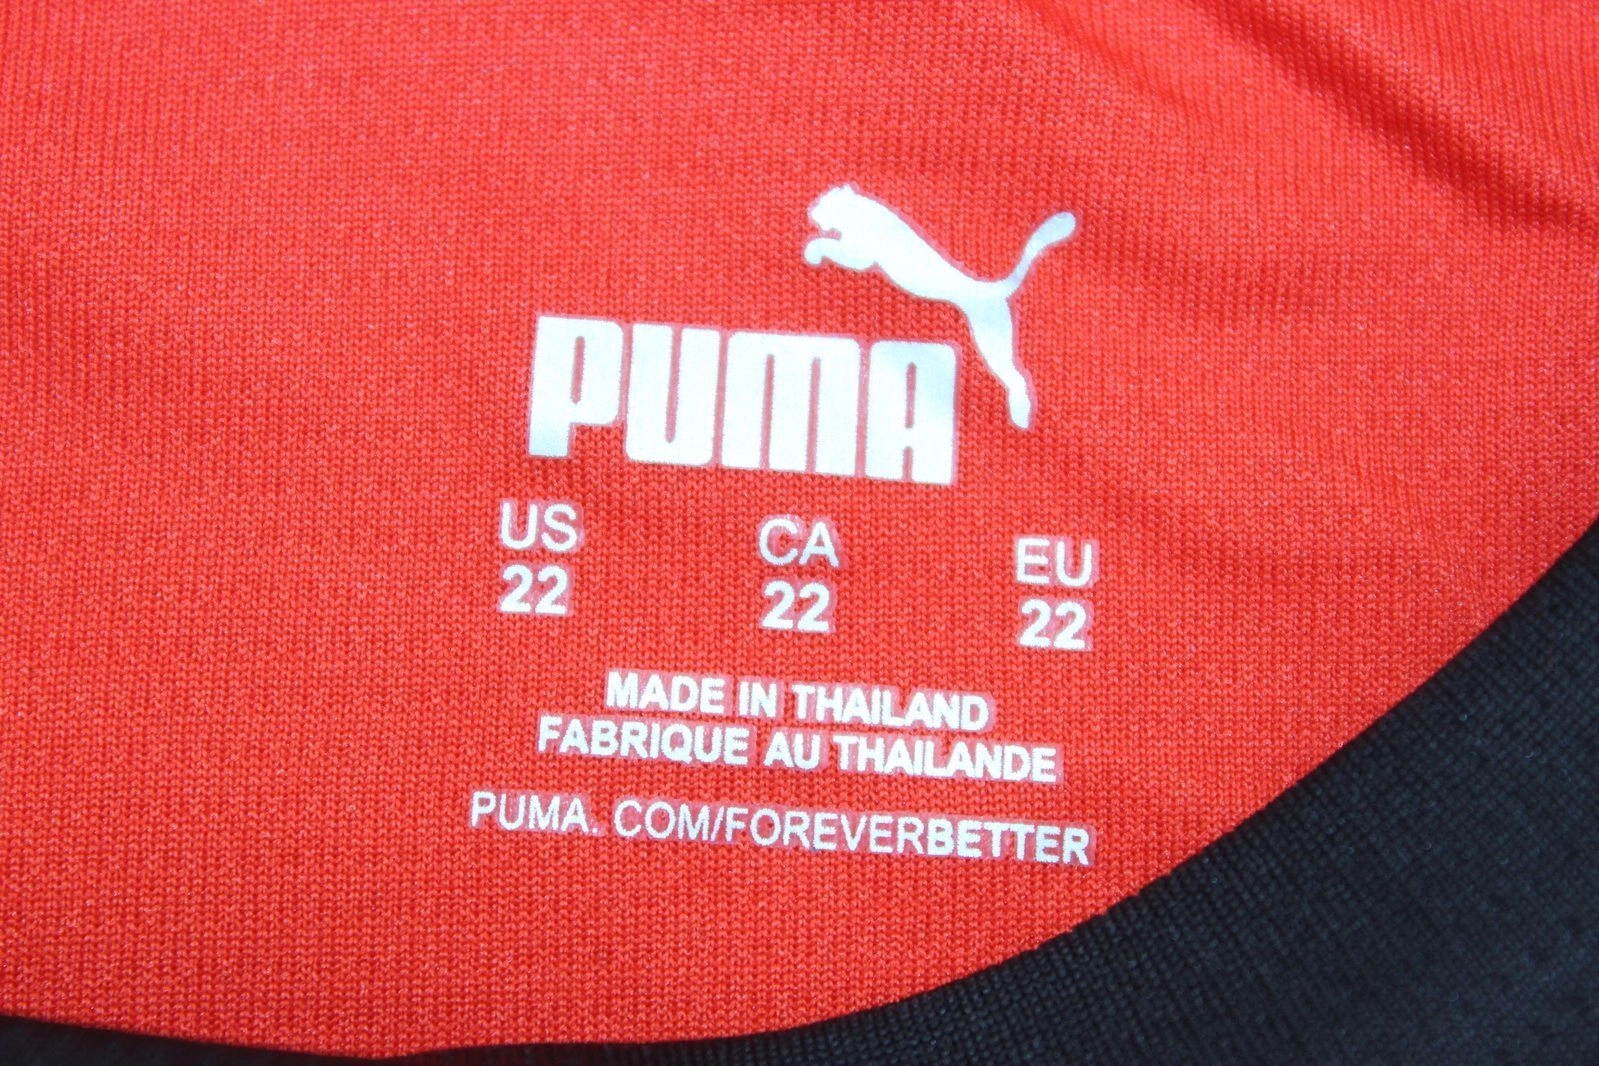 PUMA
US CA EU
22 22 22
MADE IN THAILAND
FABRIQUE AU THAILANDE
PUMA. COM/FOREVERBETTER